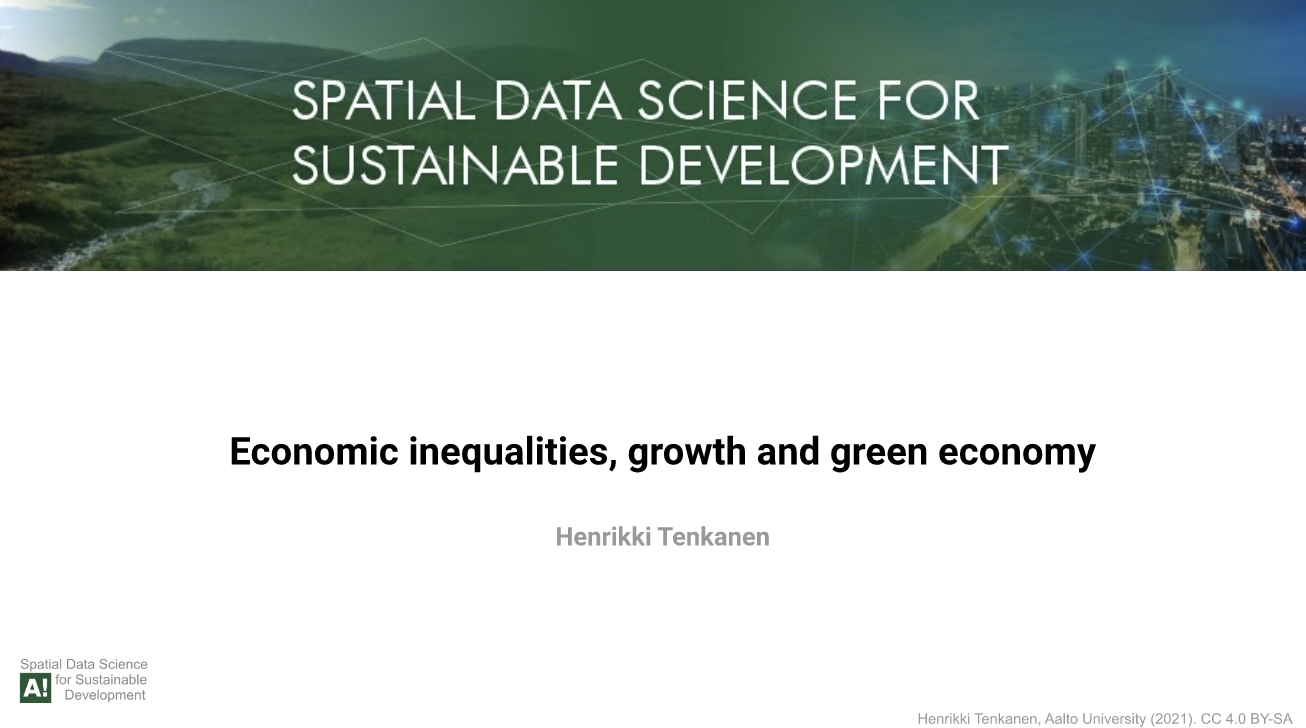 SPATIAL DATA SCIENCE FOR
SUSTAINABLE DEVELOPMENT
Economic inequalities, growth and green economy
Henrikki Tenkanen
Spatial Data Science
A! for Sustainable
Development
Henrikki Tenkanen, Aalto University (2021). CC 4.0 BY-SA